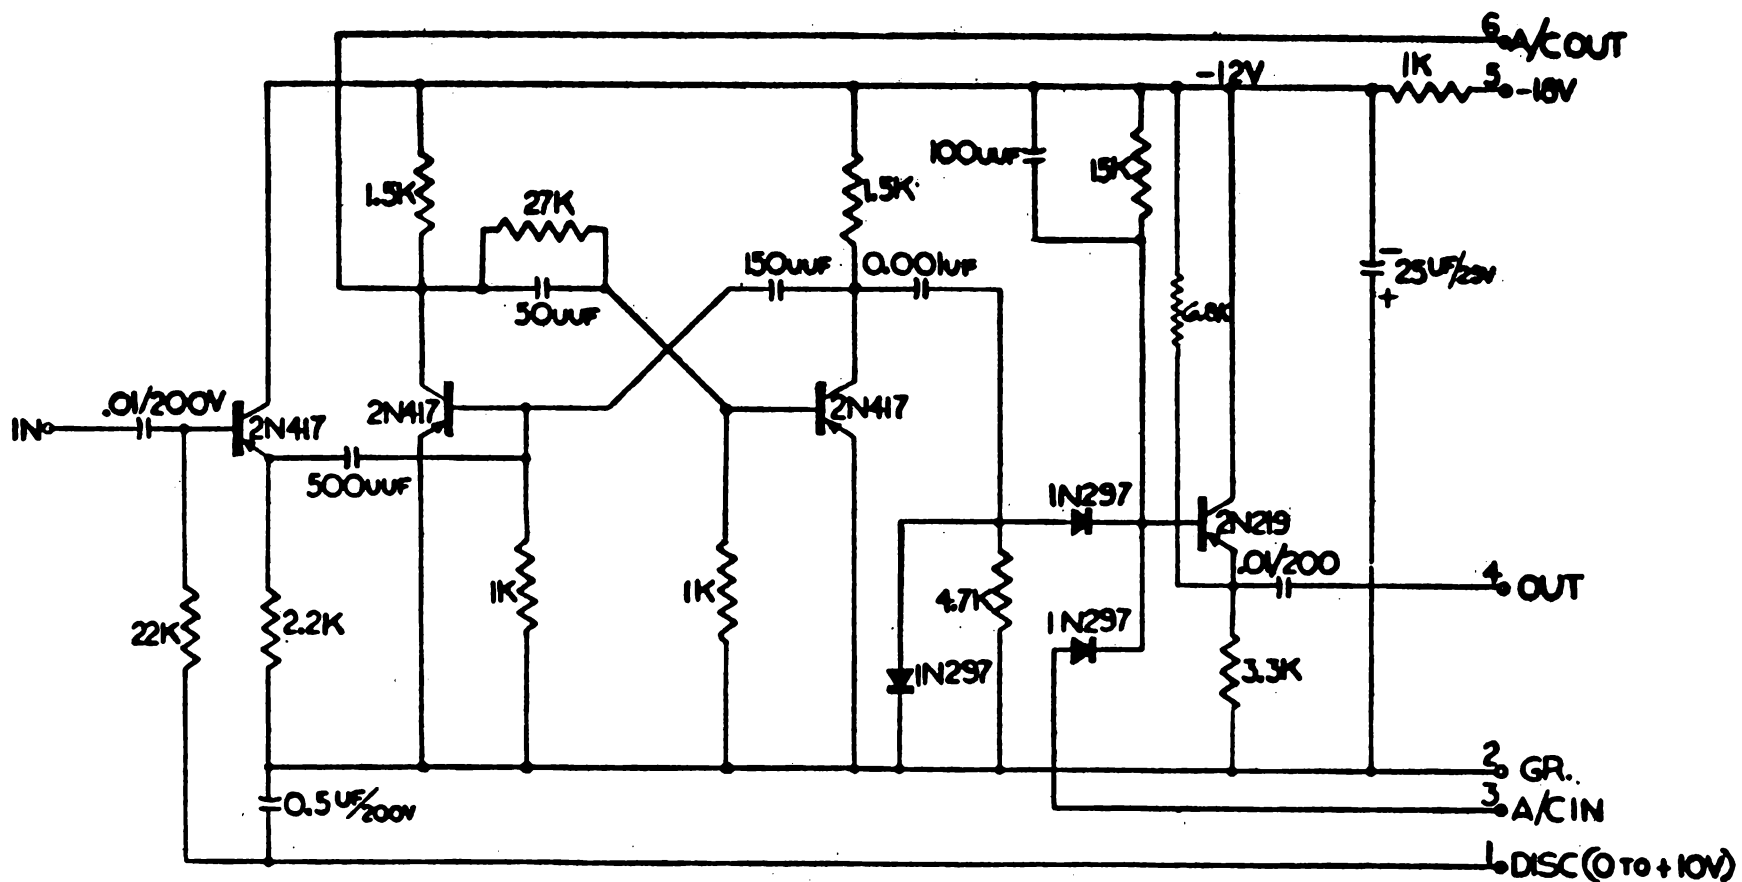 6 A/C OUT
-12V
1K
5 -18V
1.5K
27K
1.5K
100UUF
15K
150UUF
0.001UF
50UUF
6.8K
- 25UF/25V
+
.01/200V
IN
2N417
2N417
2N417
500UUF
1N297
2N219
.01/200
4 OUT
1K
1K
4.7K
22K
2.2K
1N297
1N297
3.3K
2 GR.
0.5UF/200V
3 A/C IN
1 DISC (0 TO +10V)